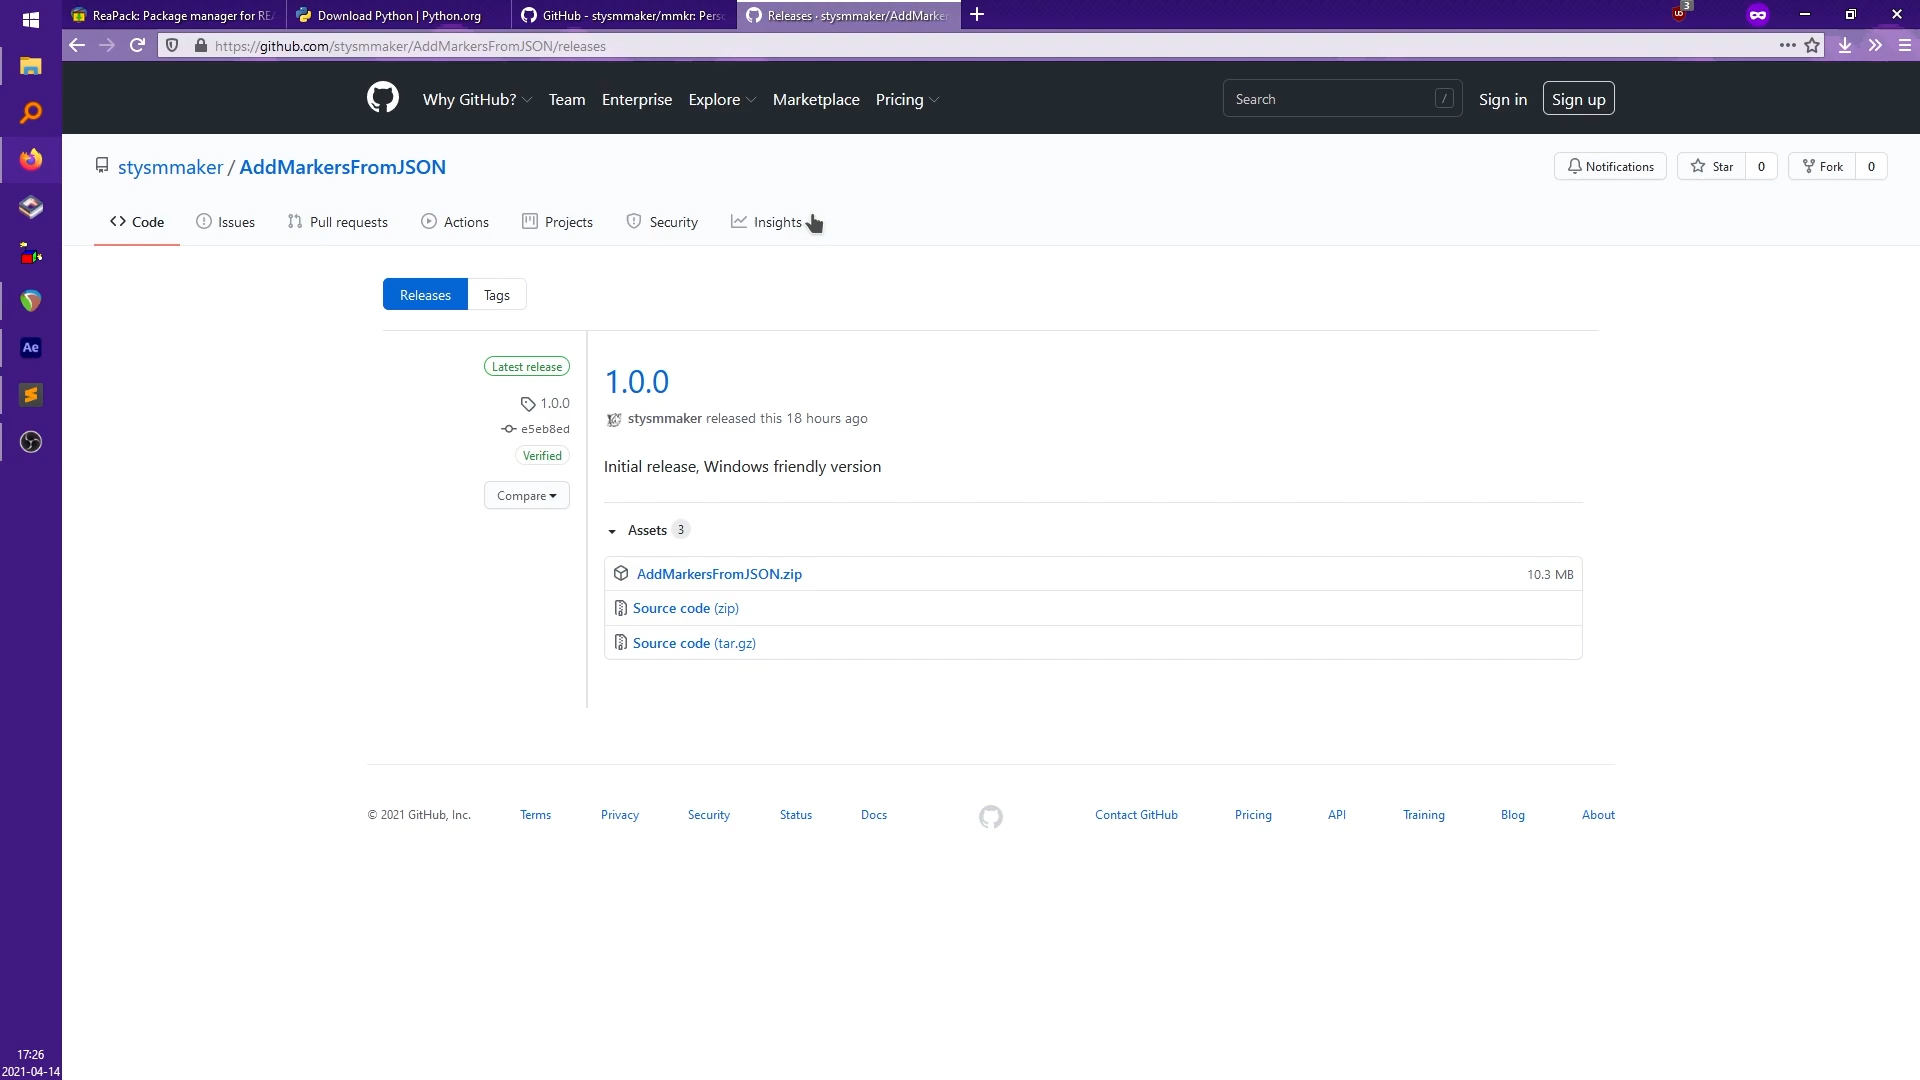 ReaPack: Package manager for REA
Download Python | Python.org
GitHub - stysmmaker/mmkr: Perso
Releases · stysmmaker/AddMarker
3
https://github.com/stysmmaker/AddMarkersFromJSON/releases
Why GitHub? Team Enterprise Explore Marketplace Pricing
Search /
Sign in
Sign up
stysmmaker / AddMarkersFromJSON
Notifications
Star 0
Fork 0
Code
Issues
Pull requests
Actions
Projects
Security
Insights
Releases
Tags
Latest release
1.0.0
e5eb8ed
Verified
Compare
1.0.0
stysmmaker released this 18 hours ago
Initial release, Windows friendly version
Assets 3
AddMarkersFromJSON.zip 10.3 MB
Source code (zip)
Source code (tar.gz)
© 2021 GitHub, Inc. Terms Privacy Security Status Docs Contact GitHub Pricing API Training Blog About
Ae
17:26
2021-04-14